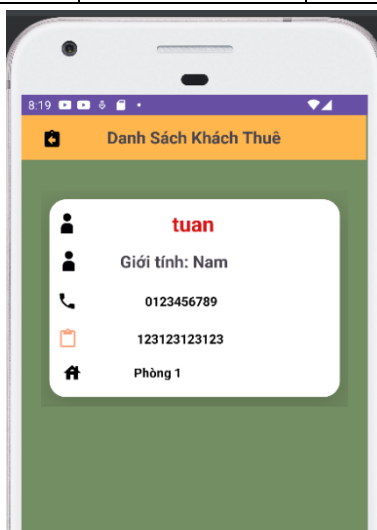 8:19
Danh Sách Khách Thuê
tuan
Giới tính: Nam
0123456789
123123123123
Phòng 1